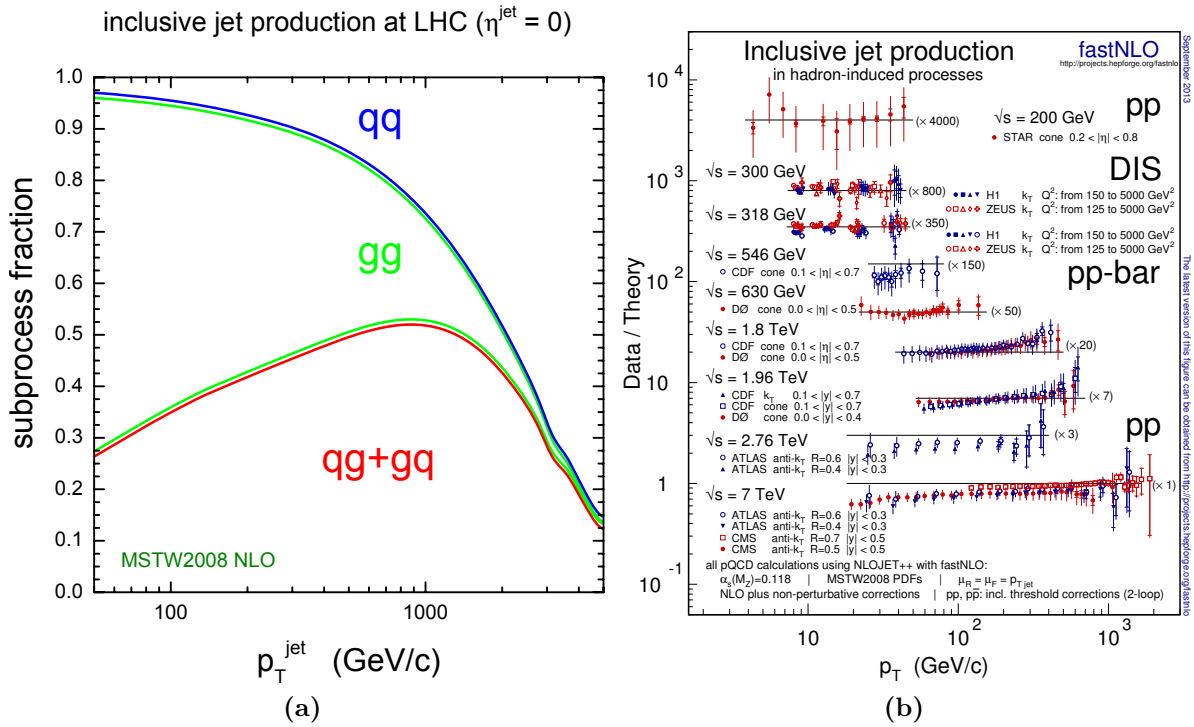 inclusive jet production at LHC (η^jet = 0)
subprocess fraction
1.0
0.9
0.8
0.7
0.6
0.5
0.4
0.3
0.2
0.1
0.0
qq
gg
qg+gq
MSTW2008 NLO
100
1000
p_T^jet (GeV/c)
(a)
Inclusive jet production
in hadron-induced processes
fastNLO
http://projects.hepforge.org/fastnlo
September 2013
The latest version of this figure can be obtained from http://projects.hepforge.org/fastnlo
Data / Theory
10^4
10^3
10^2
10
1
10^-1
pp
√s = 200 GeV
(× 4000)
STAR cone 0.2 < |η| < 0.8
DIS
√s = 300 GeV
(× 800)
H1 k_T Q^2: from 150 to 5000 GeV^2
ZEUS k_T Q^2: from 125 to 5000 GeV^2
√s = 318 GeV
(× 350)
H1 k_T Q^2: from 150 to 5000 GeV^2
ZEUS k_T Q^2: from 125 to 5000 GeV^2
pp-bar
√s = 546 GeV
(× 150)
CDF cone 0.1 < |η| < 0.7
√s = 630 GeV
(× 50)
DØ cone 0.0 < |η| < 0.5
√s = 1.8 TeV
(× 20)
CDF cone 0.1 < |η| < 0.7
DØ cone 0.0 < |η| < 0.5
√s = 1.96 TeV
(× 7)
CDF k_T 0.1 < |y| < 0.7
CDF cone 0.1 < |y| < 0.7
DØ cone 0.0 < |y| < 0.4
pp
√s = 2.76 TeV
(× 3)
ATLAS anti-k_T R=0.6 |y| < 0.3
ATLAS anti-k_T R=0.4 |y| < 0.3
√s = 7 TeV
(× 1)
ATLAS anti-k_T R=0.6 |y| < 0.3
ATLAS anti-k_T R=0.4 |y| < 0.3
CMS anti-k_T R=0.7 |y| < 0.5
CMS anti-k_T R=0.5 |y| < 0.5
all pQCD calculations using NLOJET++ with fastNLO:
α_s(M_Z)=0.118 | MSTW2008 PDFs | μ_R = μ_F = p_T jet
NLO plus non-perturbative corrections | pp, pp̅: incl. threshold corrections (2-loop)
10
10^2
10^3
p_T (GeV/c)
(b)